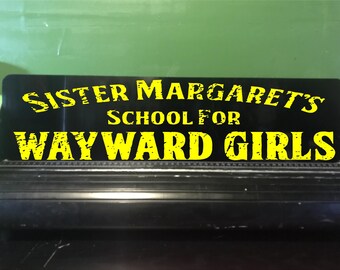 SISTER MARGARET'S
SCHOOL FOR
WAYWARD GIRLS